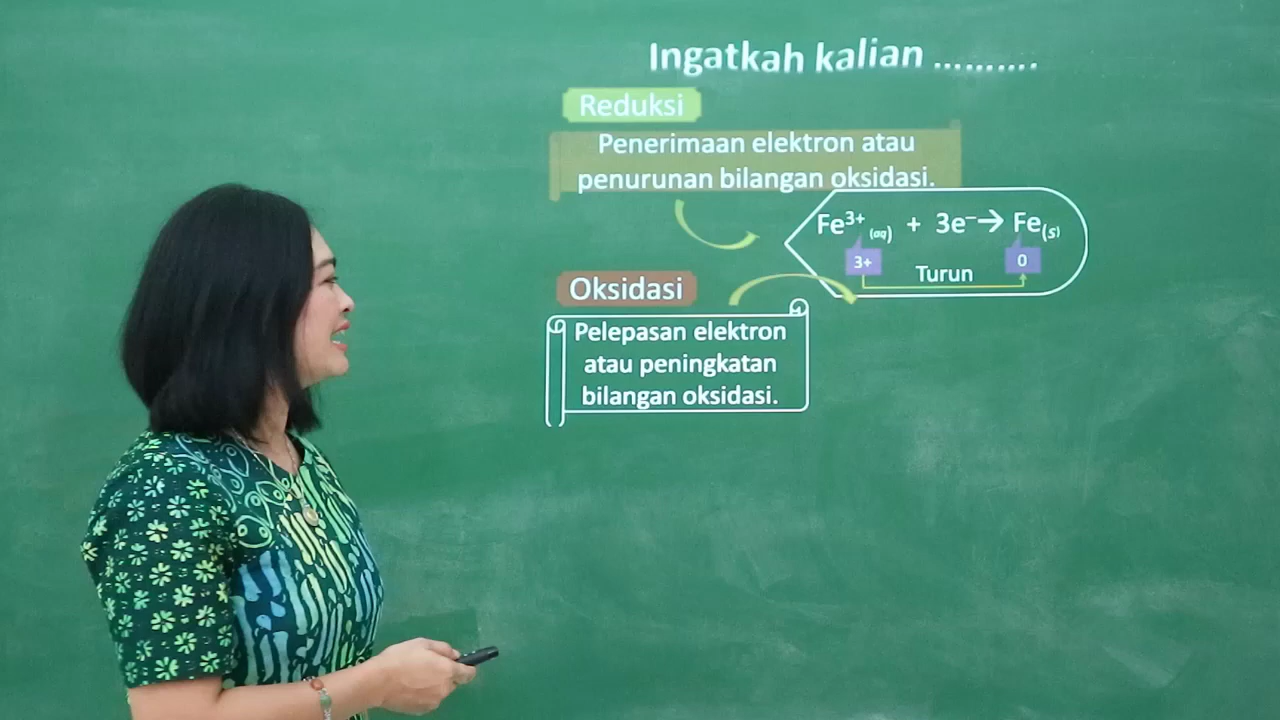 Ingatkah kalian ..........
Reduksi
Penerimaan elektron atau
penurunan bilangan oksidasi.
Fe³⁺ (aq) + 3e⁻→ Fe(s)
3+
0
Turun
Oksidasi
Pelepasan elektron
atau peningkatan
bilangan oksidasi.